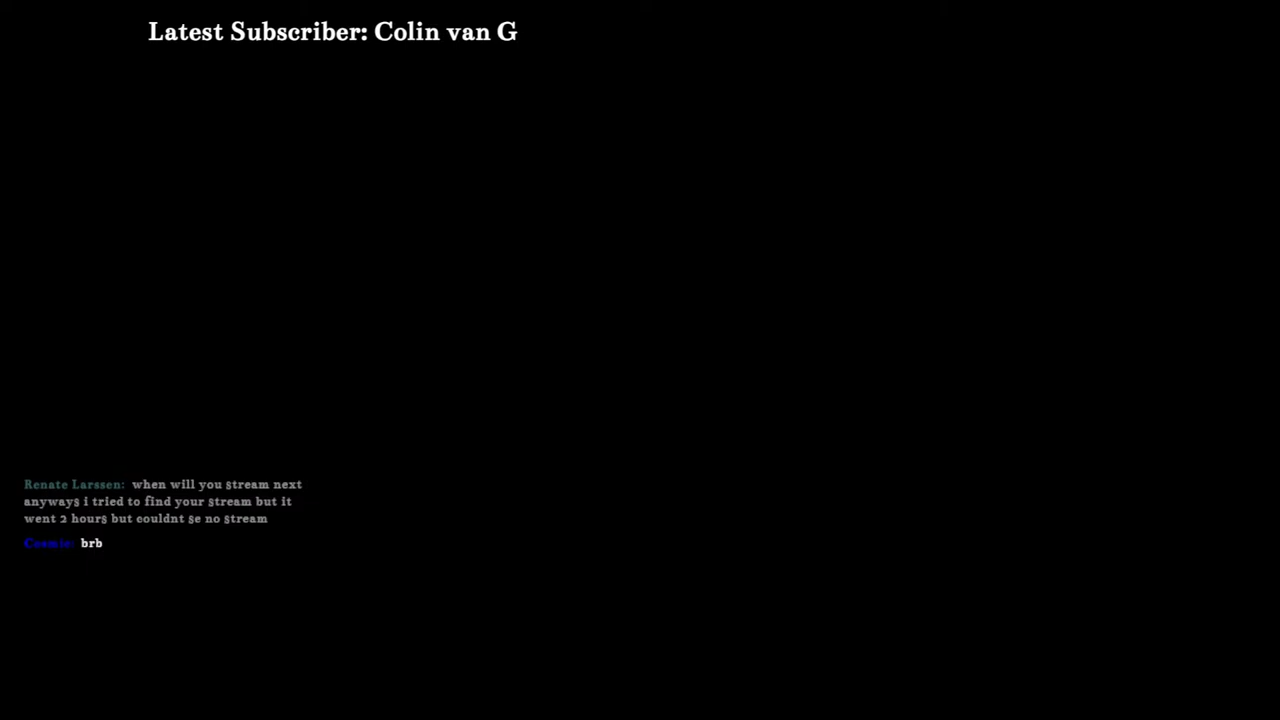 Latest Subscriber: Colin van G
Renate Larssen: when will you stream next
anyways i tried to find your stream but it
went 2 hours but couldnt se no stream
Cosmic: brb